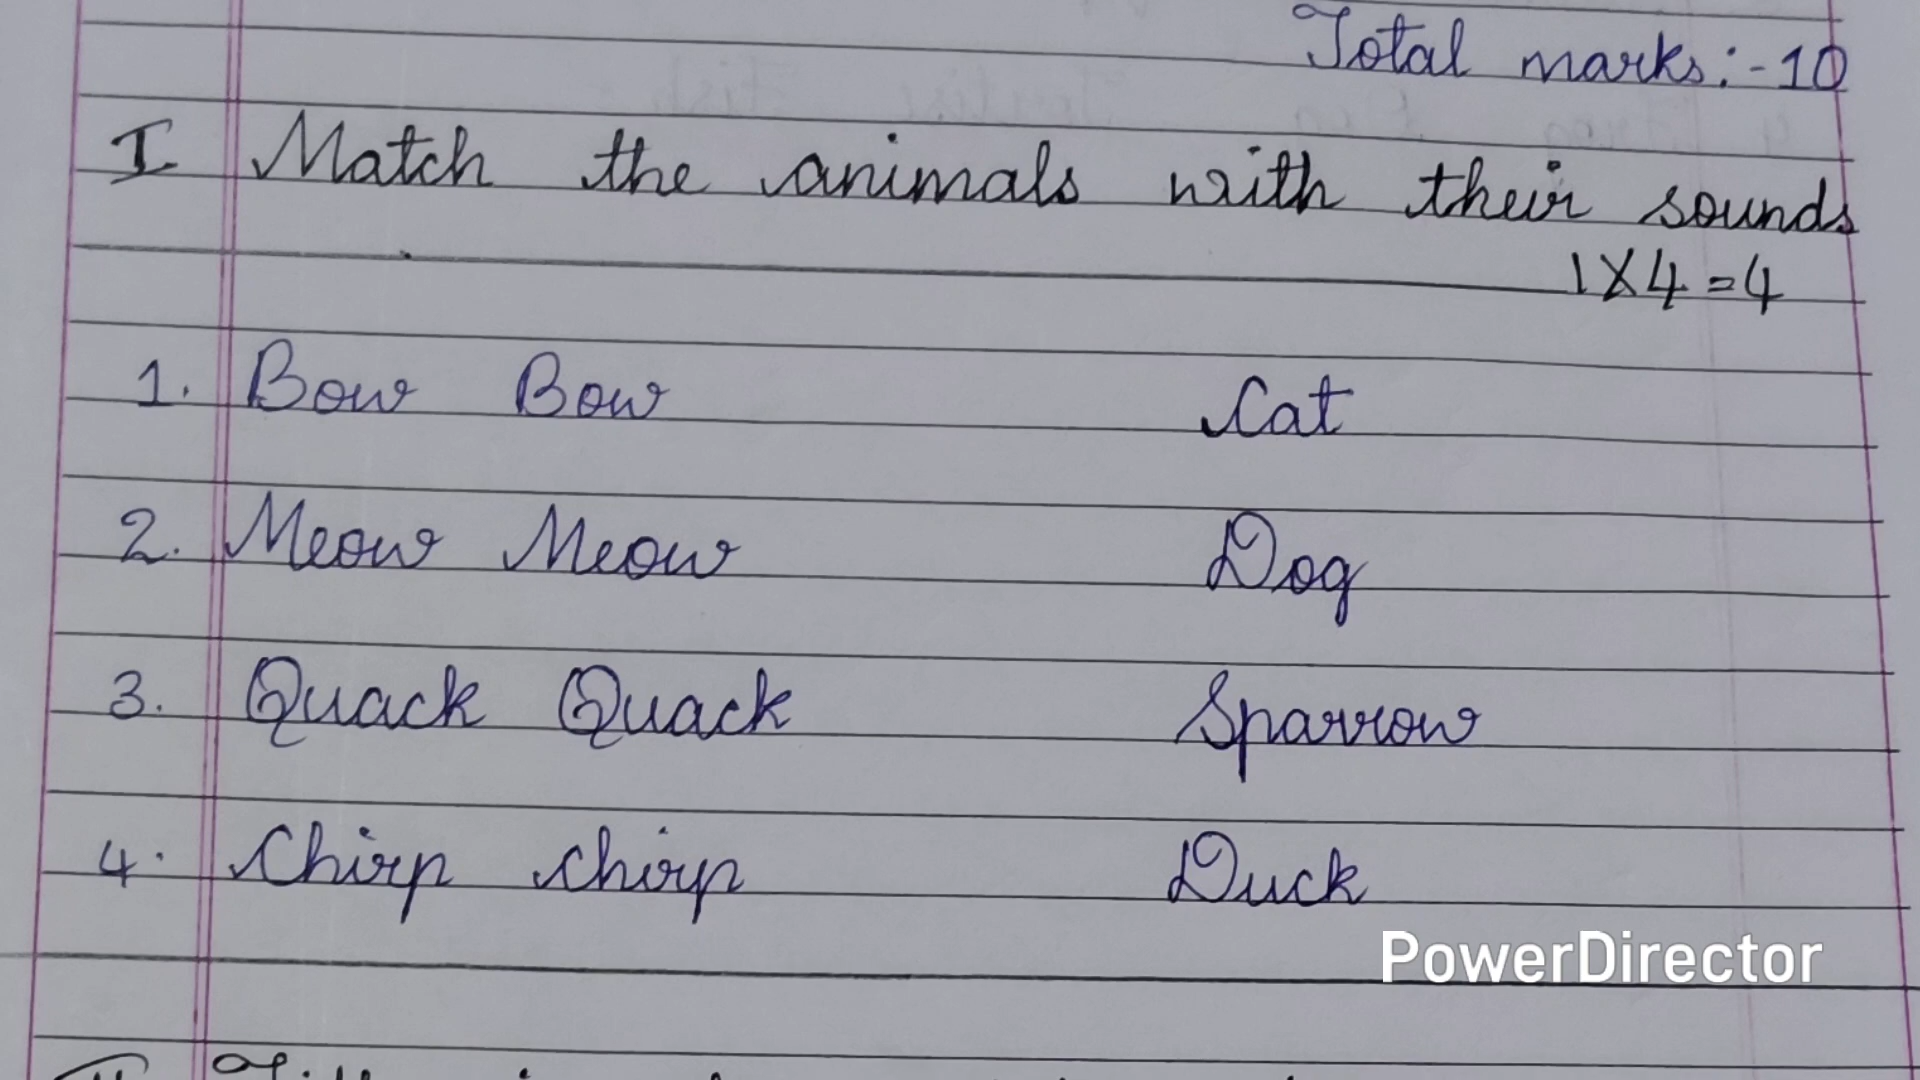 Total marks:-10
I Match the animals with their sounds
1X4=4
1. Bow Bow Cat
2. Meow Meow Dog
3. Quack Quack Sparrow
4. Chirp chirp Duck
PowerDirector